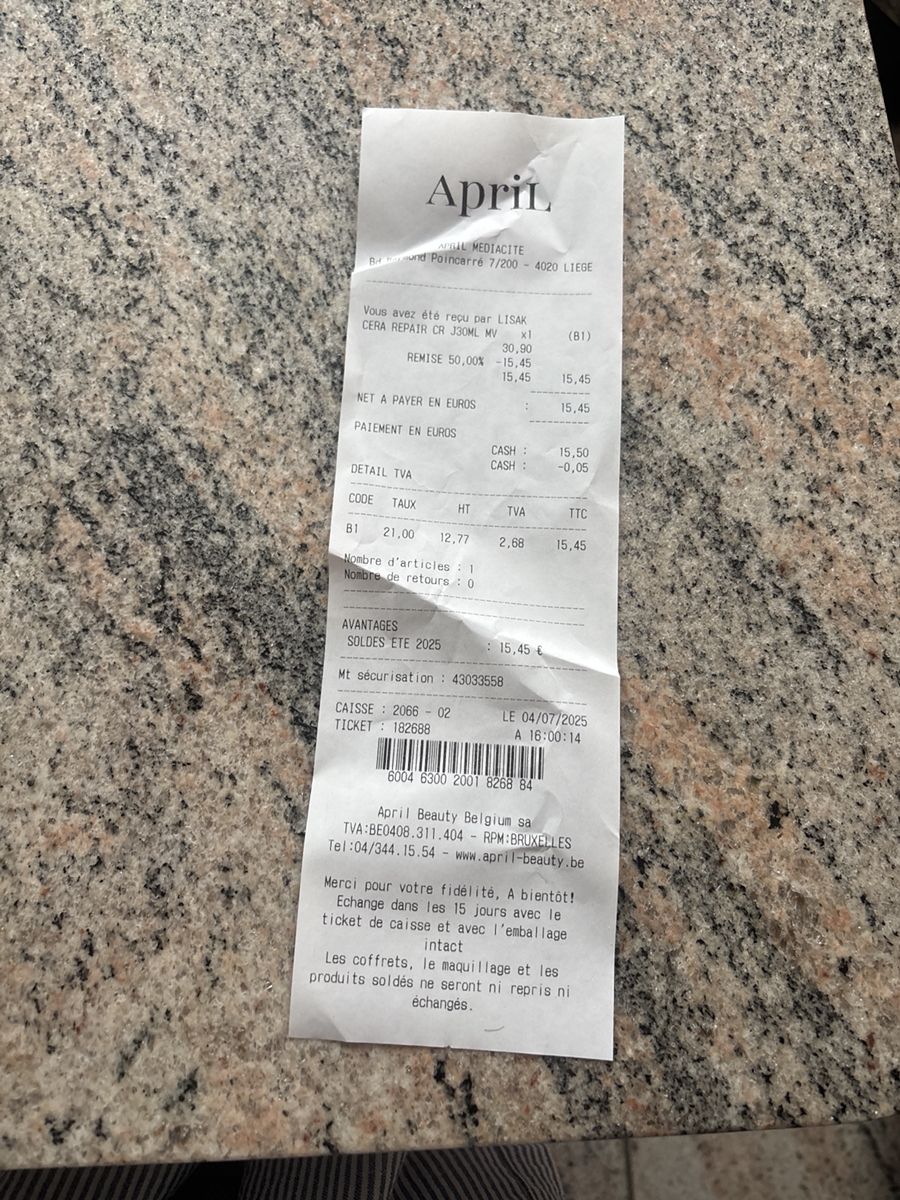 April
APRIL MEDIACITE
Bd Poincarré 7/200 - 4020 LIEGE
Vous avez été reçu par LISAK
CERA REPAIR CR J30ML MV x1 (B1)
30,90
REMISE 50,00% -15,45
15,45 15,45
NET A PAYER EN EUROS : 15,45
PAIEMENT EN EUROS
CASH : 15,50
CASH : -0,05
DETAIL TVA
CODE TAUX HT TVA TTC
B1 21,00 12,77 2,68 15,45
Nombre d'articles : 1
Nombre de retours : 0
AVANTAGES
SOLDES ETE 2025 : 15,45 €
Mt sécurisation : 43033558
CAISSE : 2066 - 02 LE 04/07/2025
TICKET : 182688 A 16:00:14
6004 6300 2001 8268 84
April Beauty Belgium sa
TVA:BE0408.311.404 - RPM:BRUXELLES
Tel:04/344.15.54 - www.april-beauty.be
Merci pour votre fidélité, A bientôt!
Echange dans les 15 jours avec le
ticket de caisse et avec l'emballage
intact
Les coffrets, le maquillage et les
produits soldés ne seront ni repris ni
échangés.